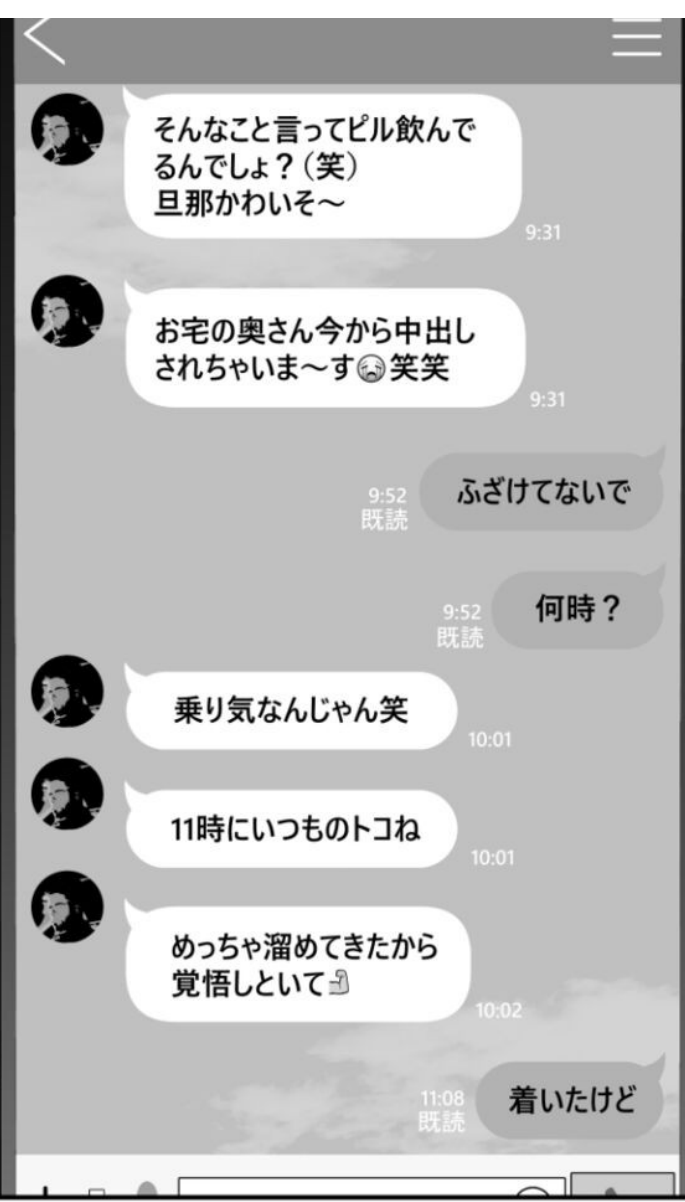 そんなこと言ってピル飲んで
るんでしょ？（笑）
旦那かわいそ～
9:31
お宅の奥さん今から中出し
されちゃいま～す😭笑笑
9:31
ふざけてないで
9:52
既読
何時？
9:52
既読
乗り気なんじゃん笑
10:01
11時にいつものトコね
10:01
めっちゃ溜めてきたから
覚悟しといて💪
10:02
着いたけど
11:08
既読